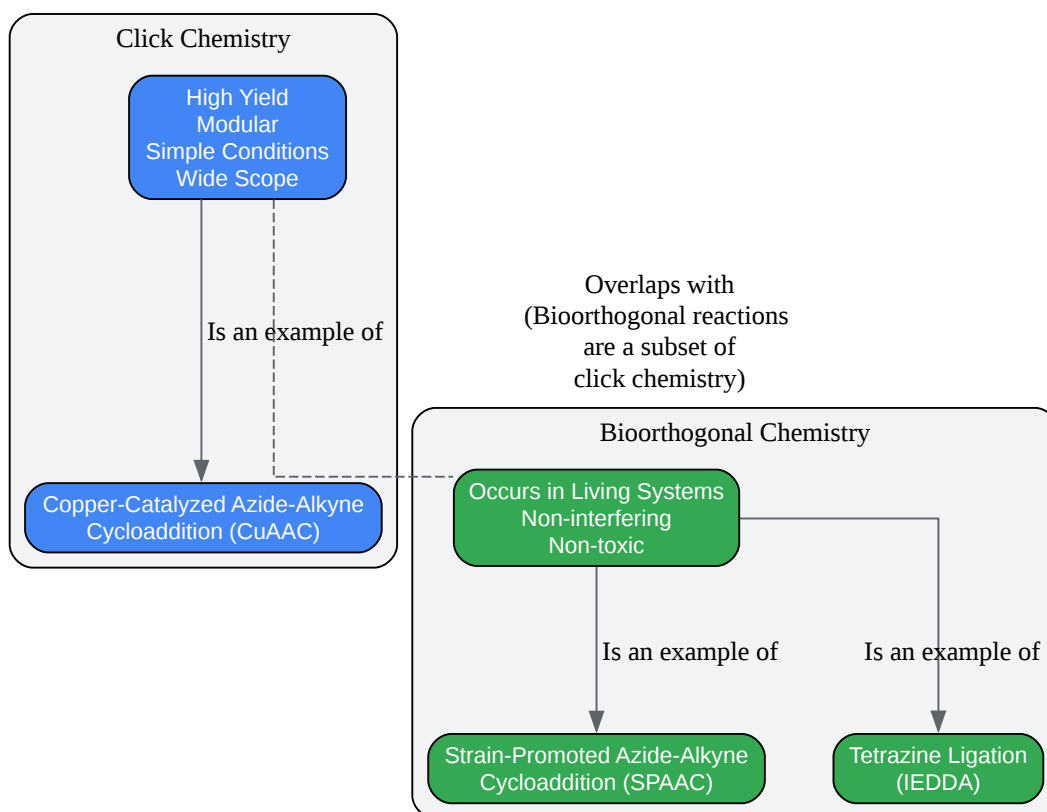 Click Chemistry
High Yield
Modular
Simple Conditions
Wide Scope
Is an example of
Copper-Catalyzed Azide-Alkyne
Cycloaddition (CuAAC)
Overlaps with
(Bioorthogonal reactions
are a subset of
click chemistry)
Bioorthogonal Chemistry
Occurs in Living Systems
Non-interfering
Non-toxic
Is an example of
Is an example of
Strain-Promoted Azide-Alkyne
Cycloaddition (SPAAC)
Tetrazine Ligation
(IEDDA)